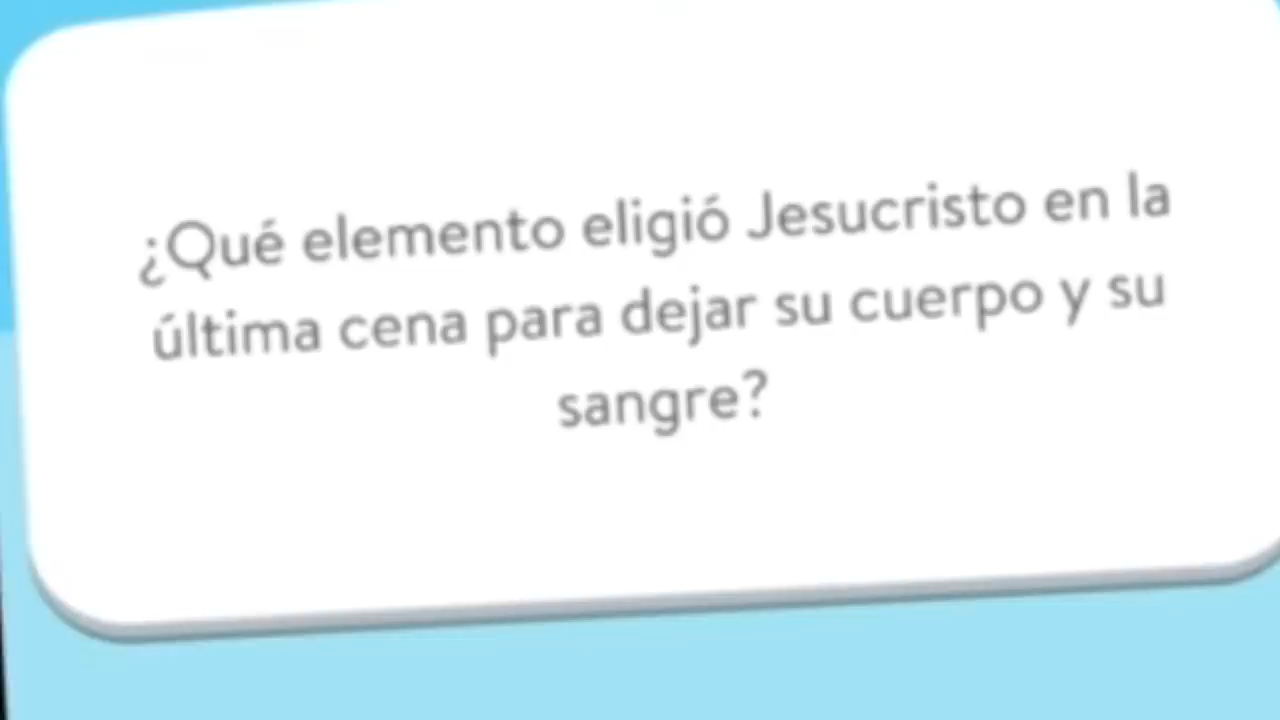 ¿Qué elemento eligió Jesucristo en la
última cena para dejar su cuerpo y su
sangre?